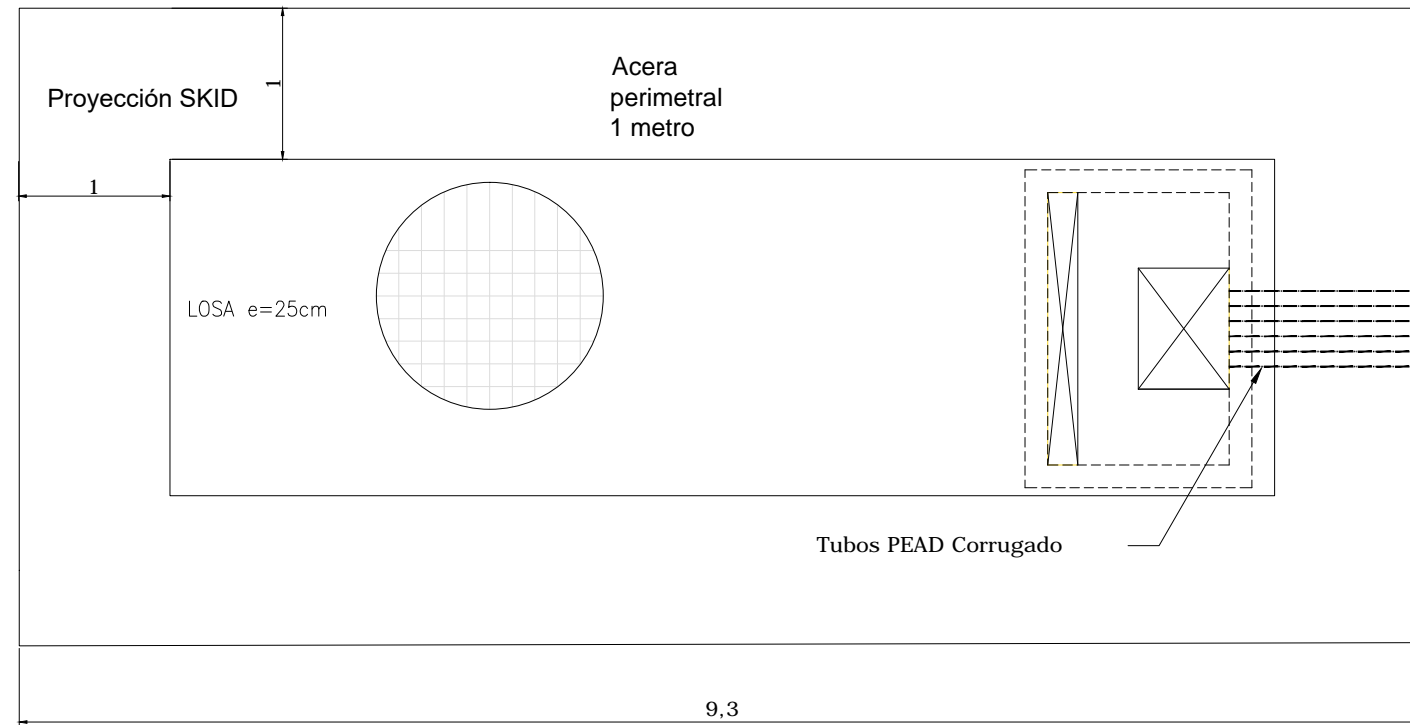 Proyección SKID
1
Acera
perimetral
1 metro
1
LOSA e=25cm
Tubos PEAD Corrugado
9,3